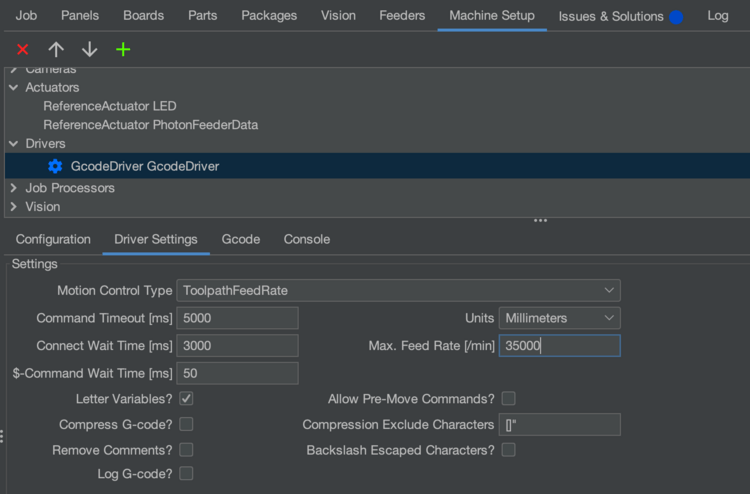 Job Panels Boards Parts Packages Vision Feeders Machine Setup Issues & Solutions Log
Cameras
Actuators
ReferenceActuator LED
ReferenceActuator PhotonFeederData
Drivers
GcodeDriver GcodeDriver
Job Processors
Vision
Configuration Driver Settings Gcode Console
Settings
Motion Control Type ToolpathFeedRate
Command Timeout [ms] 5000 Units Millimeters
Connect Wait Time [ms] 3000 Max. Feed Rate [/min] 35000
$-Command Wait Time [ms] 50
Letter Variables? Allow Pre-Move Commands?
Compress G-code? Compression Exclude Characters []"
Remove Comments? Backslash Escaped Characters?
Log G-code?